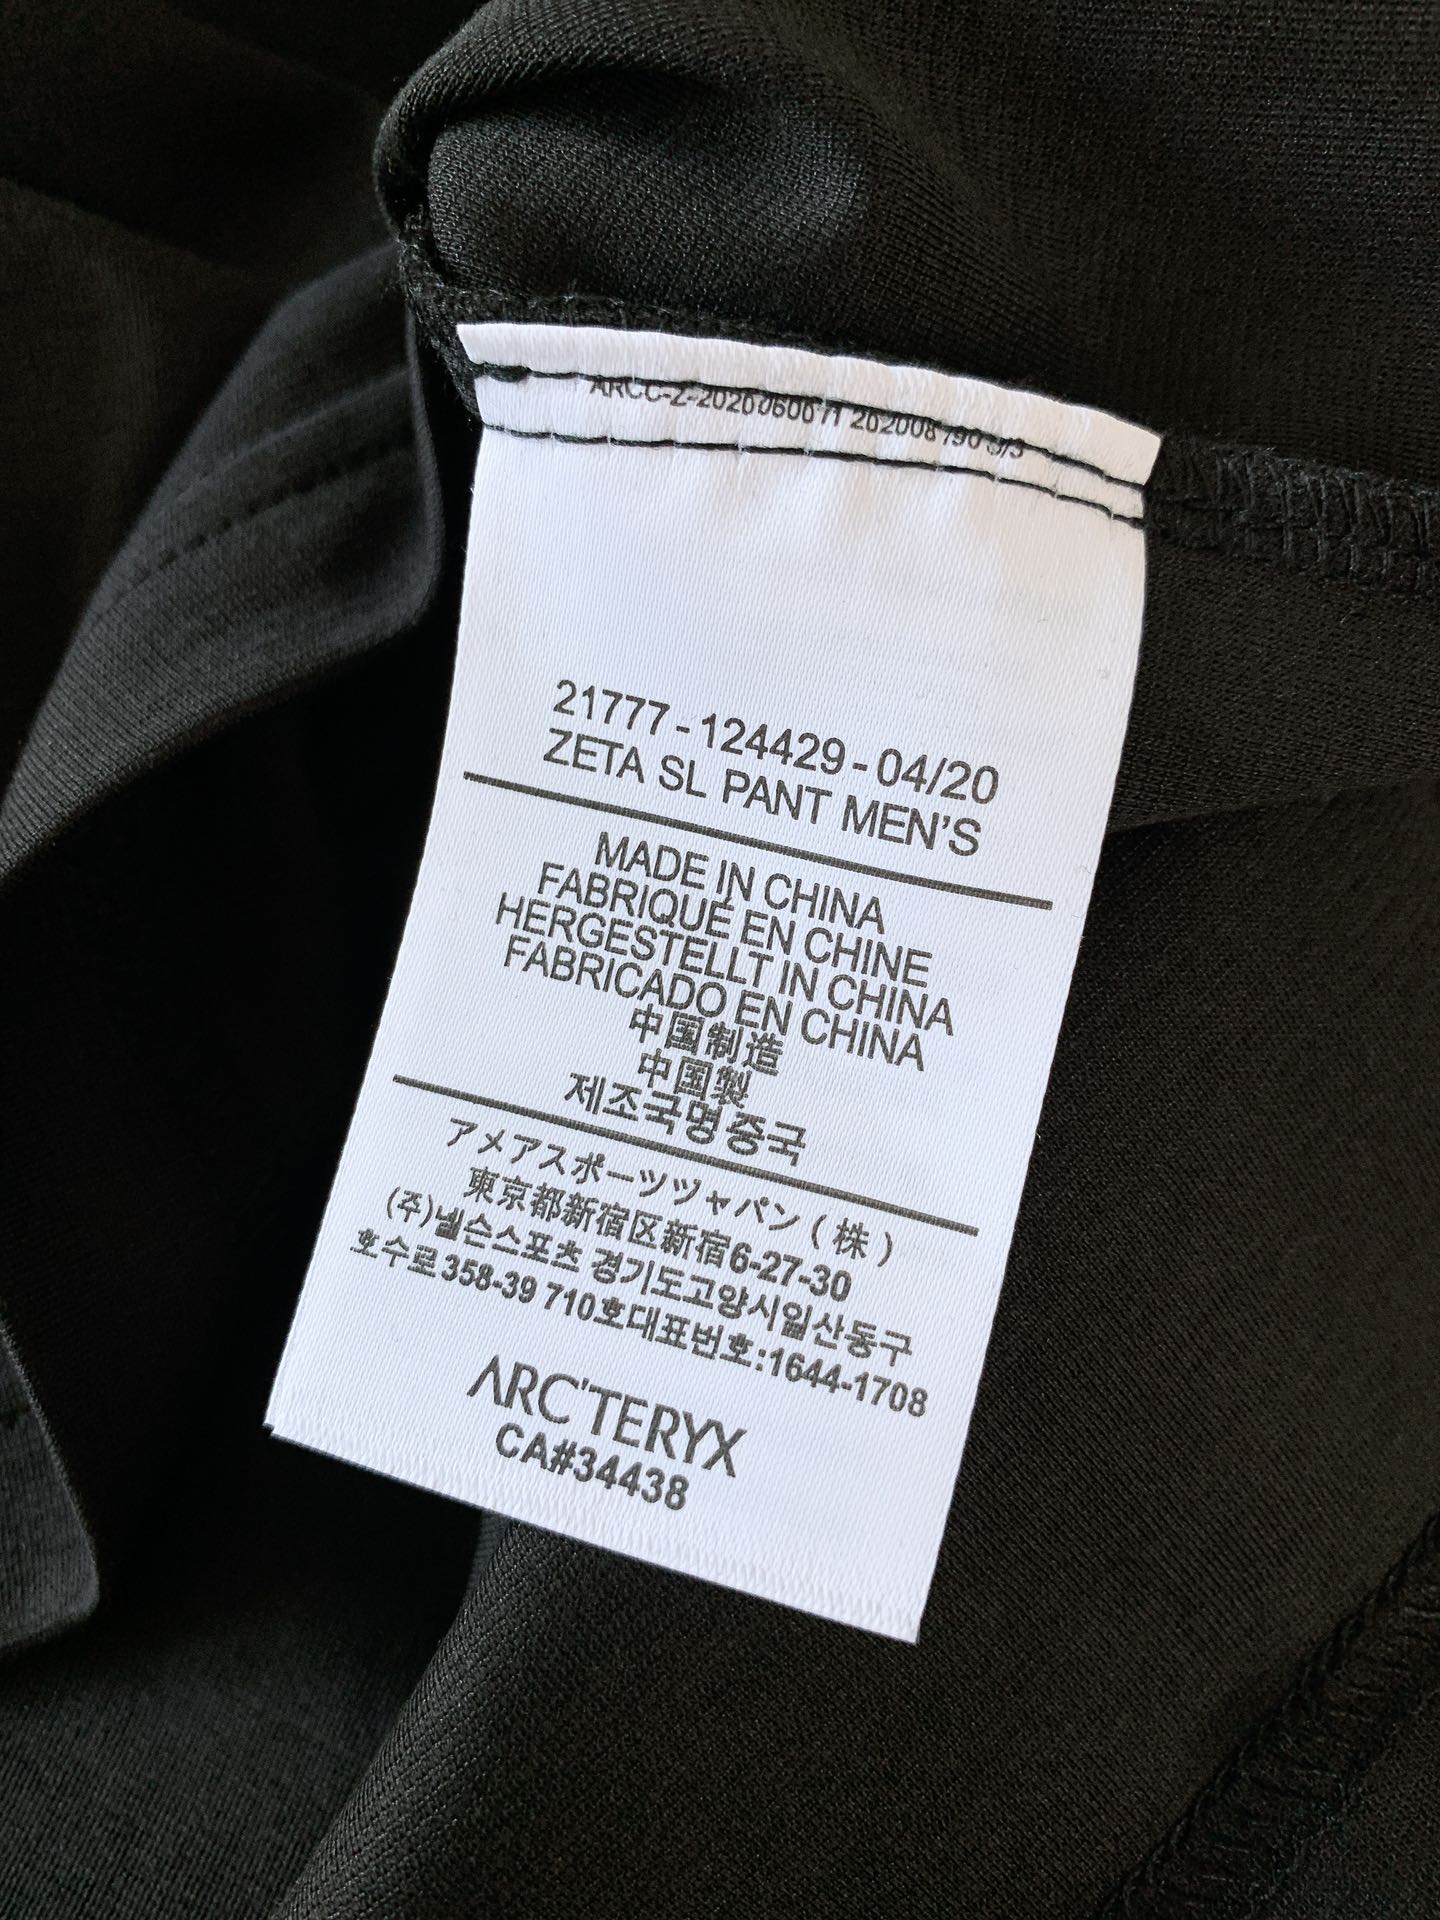 21777-124429-04/20
ZETA SL PANT MEN'S
MADE IN CHINA
FABRIQUÉ EN CHINE
HERGESTELLT IN CHINA
FABRICADO EN CHINA
中国制造
中国製
제조국명 중국
アメアスポーツツャパン（株）
東京都新宿区新宿6-27-30
(주)넬슨스포츠 경기도고양시일산동구
호수로358-39 710호대표번호:1644-1708
ARC'TERYX
CA#34438